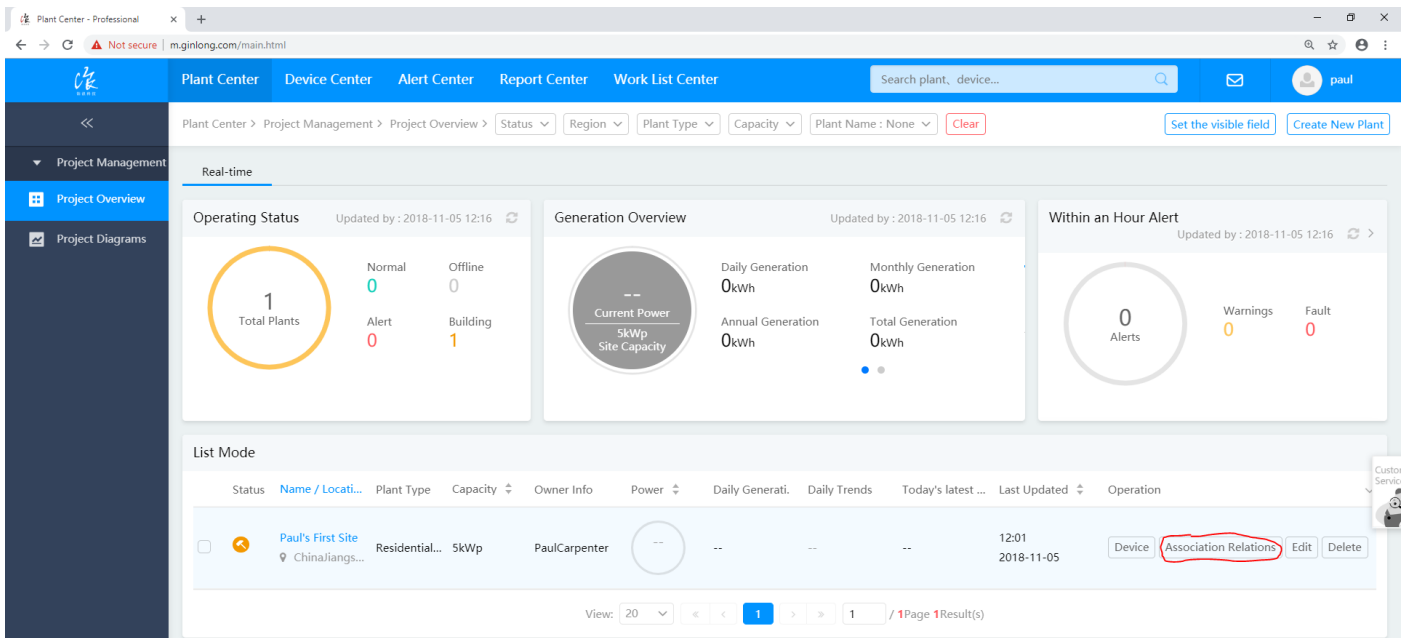 Plant Center - Professional
Not secure | m.ginlong.com/main.html
Plant Center Device Center Alert Center Report Center Work List Center Search plant、device... paul
Plant Center > Project Management > Project Overview > Status Region Plant Type Capacity Plant Name : None Clear Set the visible field Create New Plant
Project Management
Project Overview
Project Diagrams
Real-time
Operating Status Updated by : 2018-11-05 12:16
1
Total Plants
Normal Offline
0 0
Alert Building
0 1
Generation Overview Updated by : 2018-11-05 12:16
--
Current Power
5kWp
Site Capacity
Daily Generation Monthly Generation
0kWh 0kWh
Annual Generation Total Generation
0kWh 0kWh
Within an Hour Alert
Updated by : 2018-11-05 12:16 >
0
Alerts
Warnings Fault
0 0
List Mode
Status Name / Locati... Plant Type Capacity Owner Info Power Daily Generati. Daily Trends Today's latest ... Last Updated Operation
Paul's First Site
ChinaJiangs...
Residential... 5kWp PaulCarpenter -- -- -- --
12:01
2018-11-05
Device Association Relations Edit Delete
View: 20 « < 1 > » 1 / 1Page 1Result(s)
Custo
Servic